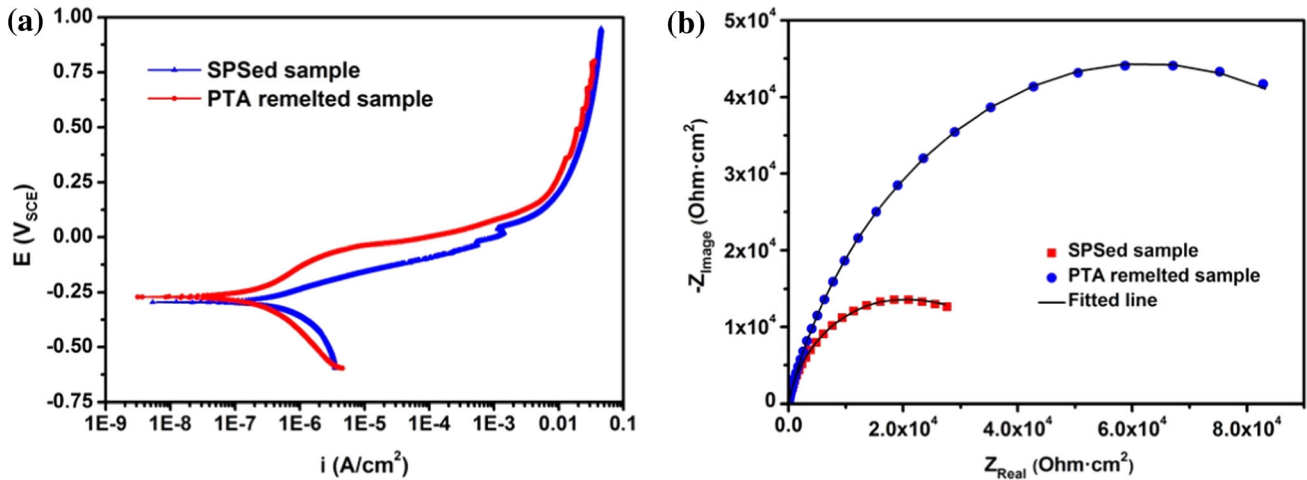 (a)
1.00
0.75
0.50
0.25
0.00
-0.25
-0.50
-0.75
E (V_SCE)
SPSed sample
PTA remelted sample
1E-9 1E-8 1E-7 1E-6 1E-5 1E-4 1E-3 0.01 0.1
i (A/cm²)
(b)
5x10⁴
4x10⁴
3x10⁴
2x10⁴
1x10⁴
0
-Z_Image (Ohm·cm²)
SPSed sample
PTA remelted sample
Fitted line
0.0 2.0x10⁴ 4.0x10⁴ 6.0x10⁴ 8.0x10⁴
Z_Real (Ohm·cm²)